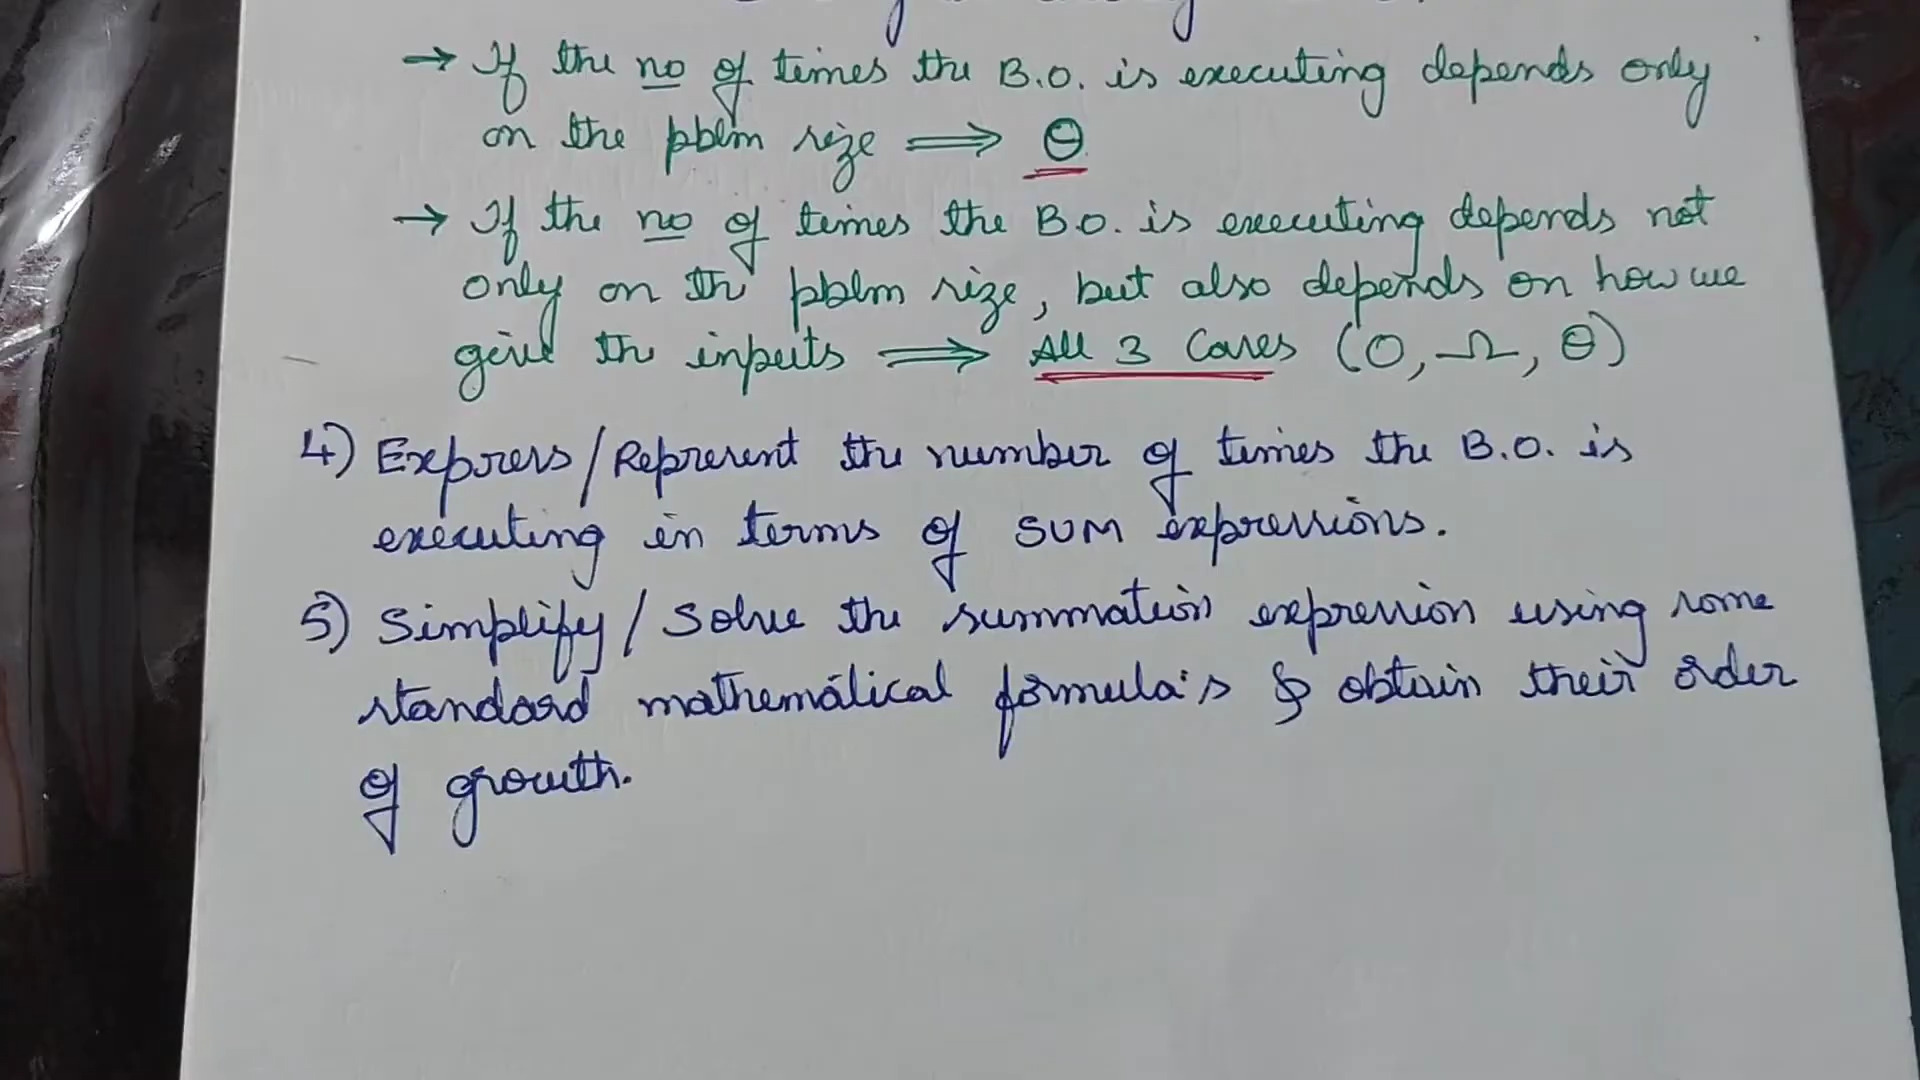 → If the no of times the B.O. is executing depends only
on the pblm size ⟹ Θ
→ If the no of times the B.O. is executing depends not
only on th pblm size, but also depends on how we
give the inputs ⟹ All 3 Cases (O, Ω, Θ)
4) Express/Represent the number of times the B.O. is
executing in terms of SUM expressions.
5) Simplify/Solve the summation expression using some
standard mathematical formula's & obtain their order
of growth.